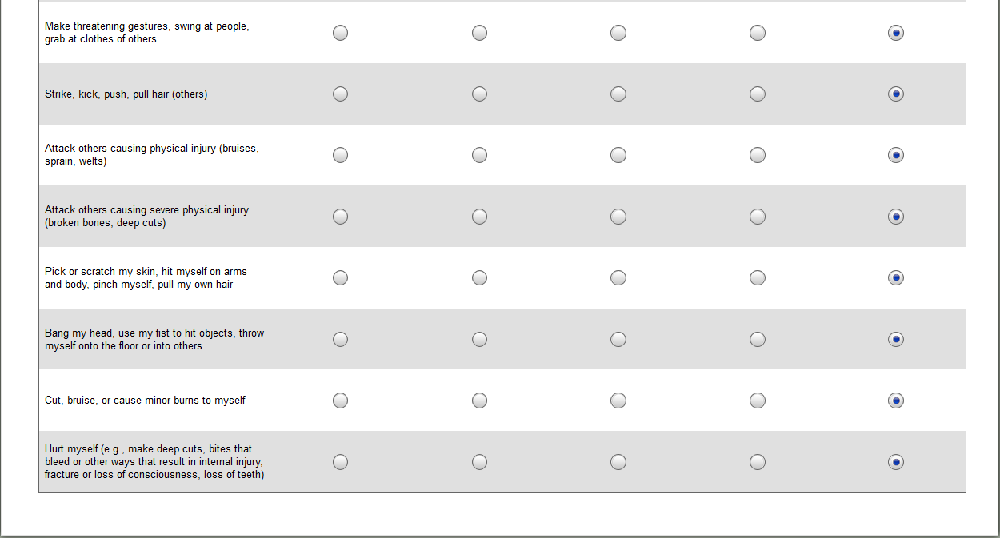 Make threatening gestures, swing at people,
grab at clothes of others
Strike, kick, push, pull hair (others)
Attack others causing physical injury (bruises,
sprain, welts)
Attack others causing severe physical injury
(broken bones, deep cuts)
Pick or scratch my skin, hit myself on arms
and body, pinch myself, pull my own hair
Bang my head, use my fist to hit objects, throw
myself onto the floor or into others
Cut, bruise, or cause minor burns to myself
Hurt myself (e.g., make deep cuts, bites that
bleed or other ways that result in internal injury,
fracture or loss of consciousness, loss of teeth)